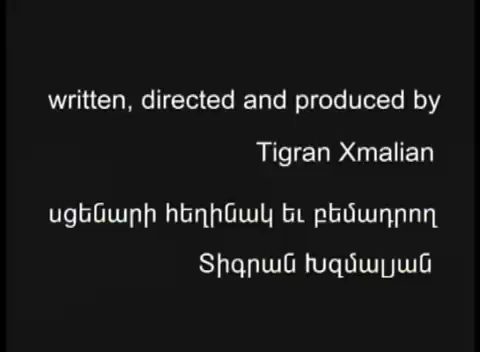 written, directed and produced by
Tigran Xmalian
սցենարի հեղինակ եւ բեմադրող
Տիգրան Խզմալյան